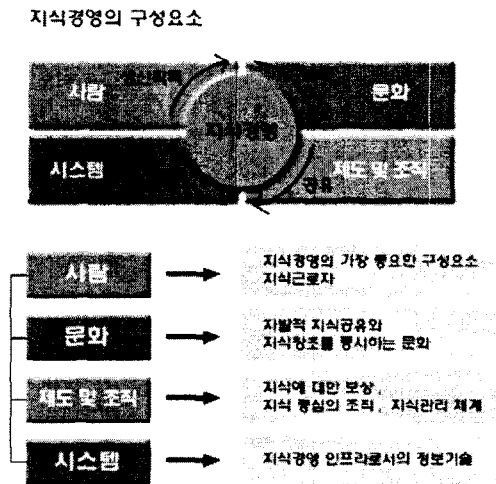 지식경영의 구성요소
사람
문화
지식경영
시스템
제도 및 조직
공유
사람
지식경영의 가장 중요한 구성요소
지식근로자
문화
자발적 지식공유와
지식창조를 중시하는 문화
제도 및 조직
지식에 대한 보상,
지식 중심의 조직, 지식관리 체계
시스템
지식경영 인프라로서의 정보기술